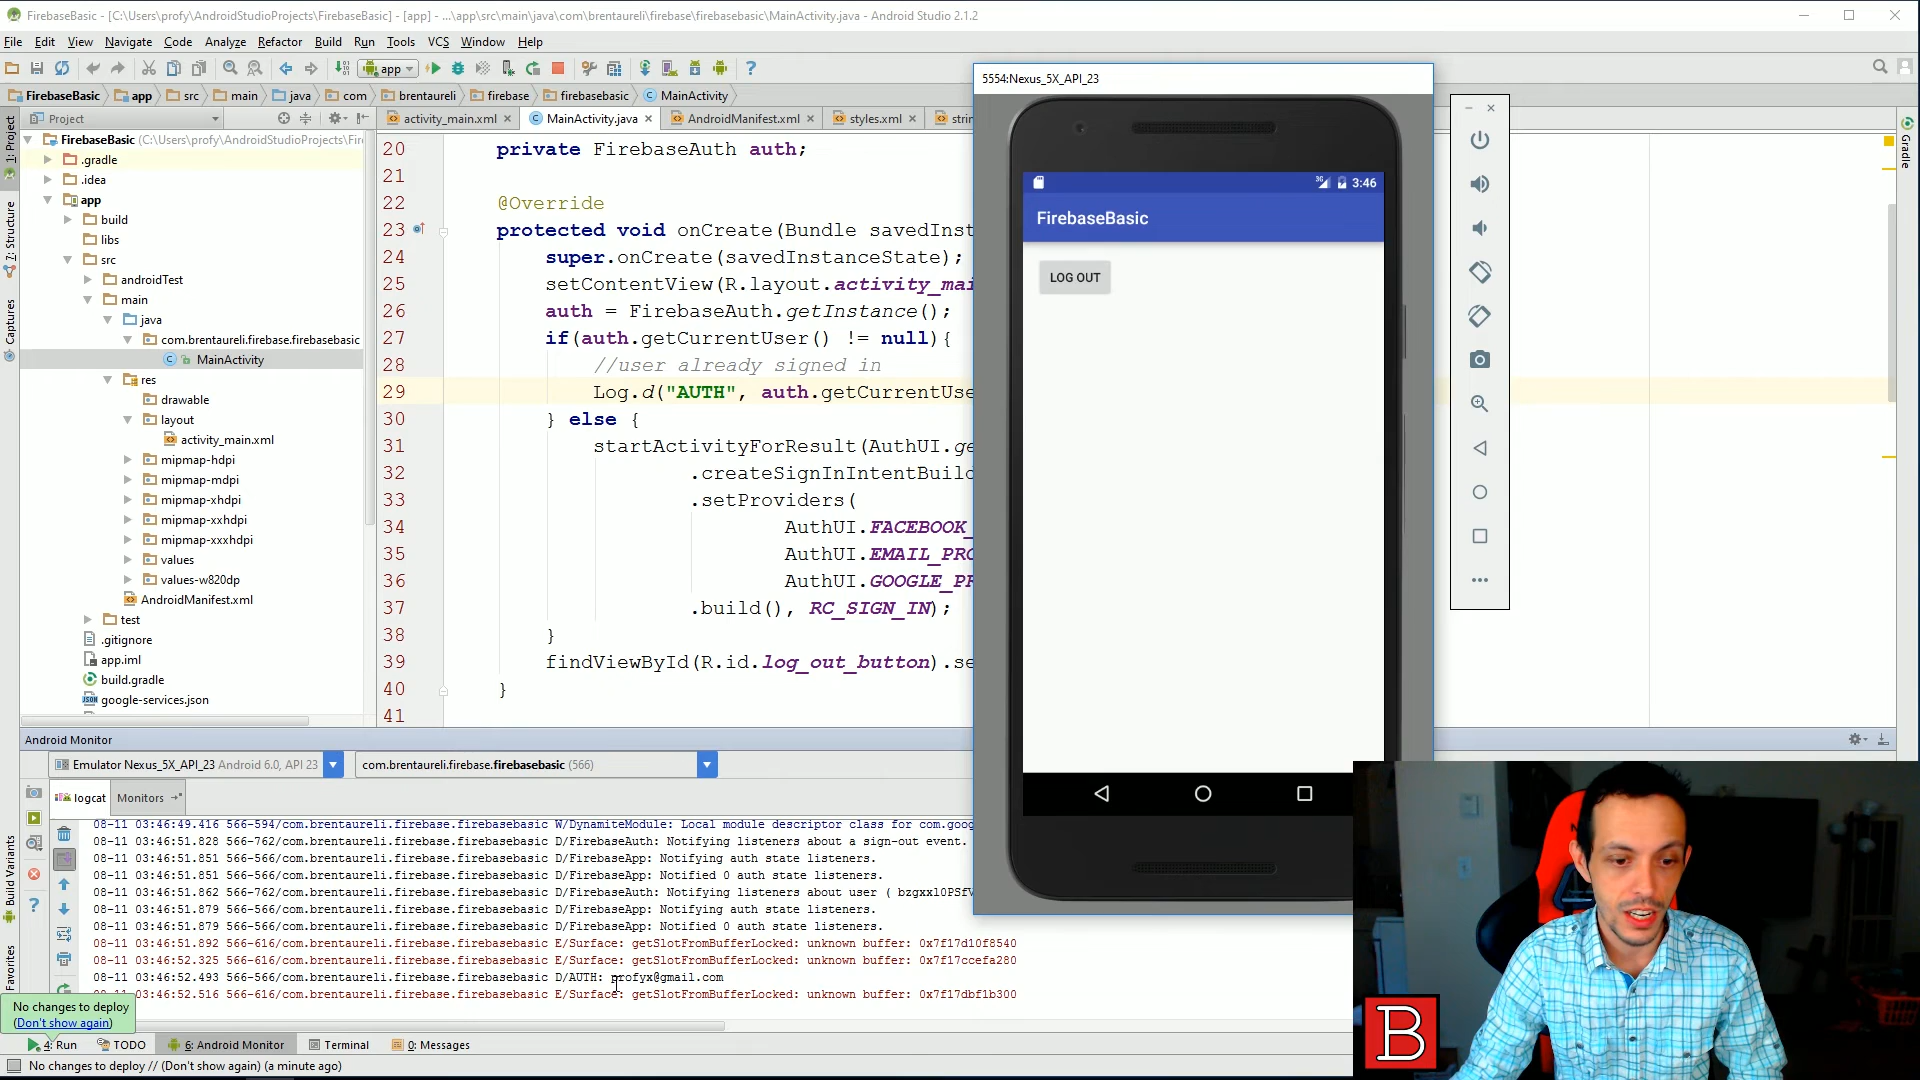 FirebaseBasic - [C:\Users\profy\AndroidStudioProjects\FirebaseBasic] - [app] - ...\app\src\main\java\com\brentaureli\firebase\firebasebasic\MainActivity.java - Android Studio 2.1.2
File Edit View Navigate Code Analyze Refactor Build Run Tools VCS Window Help
app
FirebaseBasic app src main java com brentaureli firebase firebasebasic MainActivity
Project
activity_main.xml MainActivity.java AndroidManifest.xml styles.xml strin
1: Project
7: Structure
Captures
Build Variants
Favorites
Gradle
FirebaseBasic (C:\Users\profy\AndroidStudioProjects\Fire
.gradle
.idea
app
build
libs
src
androidTest
main
java
com.brentaureli.firebase.firebasebasic
MainActivity
res
drawable
layout
activity_main.xml
mipmap-hdpi
mipmap-mdpi
mipmap-xhdpi
mipmap-xxhdpi
mipmap-xxxhdpi
values
values-w820dp
AndroidManifest.xml
test
.gitignore
app.iml
build.gradle
google-services.json
20 private FirebaseAuth auth;
21
22 @Override
23 protected void onCreate(Bundle savedInst
24 super.onCreate(savedInstanceState);
25 setContentView(R.layout.activity_mai
26 auth = FirebaseAuth.getInstance();
27 if(auth.getCurrentUser() != null){
28 //user already signed in
29 Log.d("AUTH", auth.getCurrentUse
30 } else {
31 startActivityForResult(AuthUI.ge
32 .createSignInIntentBuild
33 .setProviders(
34 AuthUI.FACEBOOK_
35 AuthUI.EMAIL_PRO
36 AuthUI.GOOGLE_PR
37 .build(), RC_SIGN_IN);
38 }
39 findViewById(R.id.log_out_button).se
40 }
41
5554:Nexus_5X_API_23
3G 3:46
FirebaseBasic
LOG OUT
Android Monitor
Emulator Nexus_5X_API_23 Android 6.0, API 23 com.brentaureli.firebase.firebasebasic (566)
logcat Monitors
08-11 03:46:49.416 566-594/com.brentaureli.firebase.firebasebasic W/DynamiteModule: Local module descriptor class for com.goog
08-11 03:46:51.828 566-762/com.brentaureli.firebase.firebasebasic D/FirebaseAuth: Notifying listeners about a sign-out event.
08-11 03:46:51.851 566-566/com.brentaureli.firebase.firebasebasic D/FirebaseApp: Notifying auth state listeners.
08-11 03:46:51.851 566-566/com.brentaureli.firebase.firebasebasic D/FirebaseApp: Notified 0 auth state listeners.
08-11 03:46:51.862 566-762/com.brentaureli.firebase.firebasebasic D/FirebaseAuth: Notifying listeners about user ( bzgxxl0PSfV
08-11 03:46:51.879 566-566/com.brentaureli.firebase.firebasebasic D/FirebaseApp: Notifying auth state listeners.
08-11 03:46:51.879 566-566/com.brentaureli.firebase.firebasebasic D/FirebaseApp: Notified 0 auth state listeners.
08-11 03:46:51.892 566-616/com.brentaureli.firebase.firebasebasic E/Surface: getSlotFromBufferLocked: unknown buffer: 0x7f17d10f8540
08-11 03:46:52.325 566-616/com.brentaureli.firebase.firebasebasic E/Surface: getSlotFromBufferLocked: unknown buffer: 0x7f17ccefa280
08-11 03:46:52.493 566-566/com.brentaureli.firebase.firebasebasic D/AUTH: profyx@gmail.com
08-11 03:46:52.516 566-616/com.brentaureli.firebase.firebasebasic E/Surface: getSlotFromBufferLocked: unknown buffer: 0x7f17dbf1b300
No changes to deploy
(Don't show again)
4: Run TODO 6: Android Monitor Terminal 0: Messages
No changes to deploy // (Don't show again) (a minute ago)
B